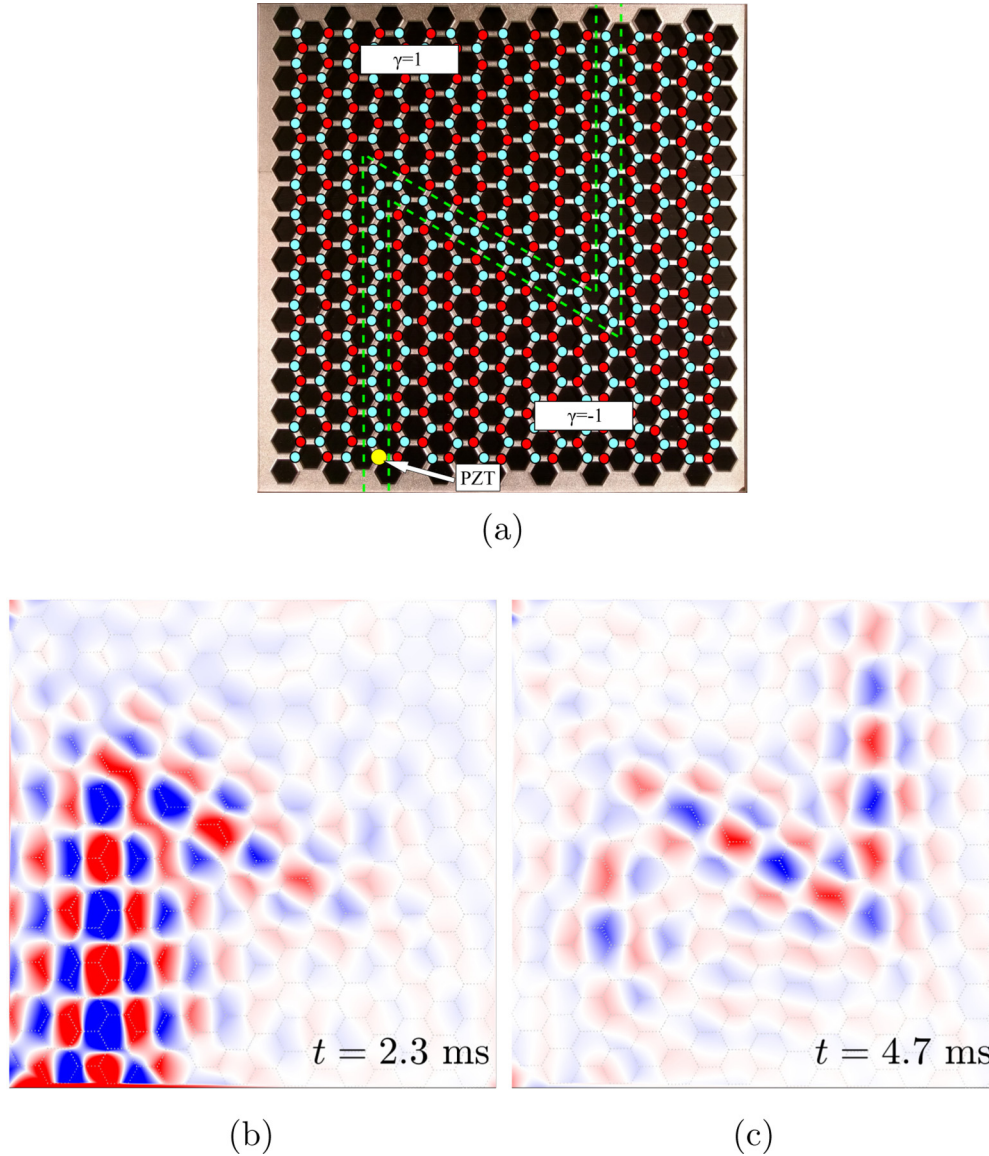 γ=1
γ=-1
PZT
(a)
t = 2.3 ms
t = 4.7 ms
(b)
(c)